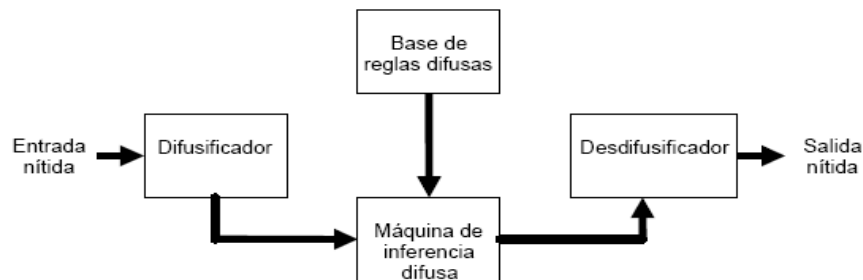 Base de
reglas difusas
Entrada
nítida
Difusificador
Desdifusificador
Salida
nítida
Máquina de
inferencia
difusa